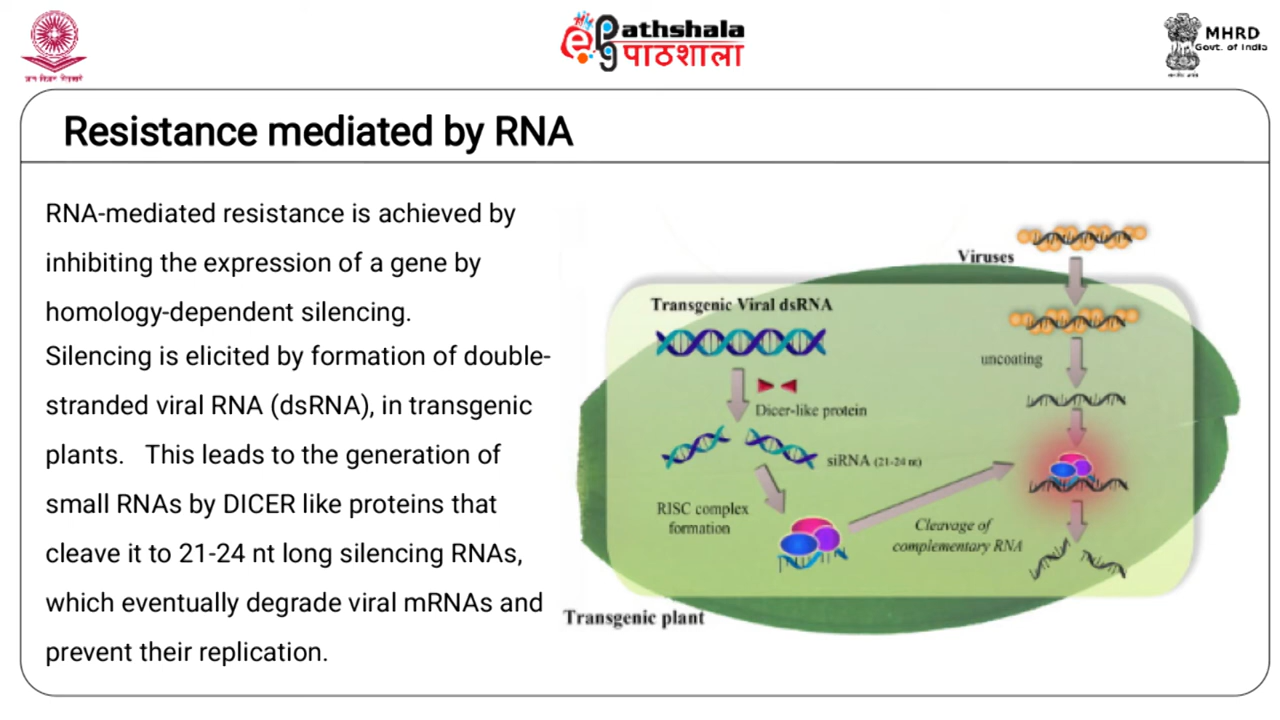 MHRD
Govt. of India
Pathshala
पाठशाला
Resistance mediated by RNA
RNA-mediated resistance is achieved by
inhibiting the expression of a gene by
homology-dependent silencing.
Silencing is elicited by formation of double-
stranded viral RNA (dsRNA), in transgenic
plants. This leads to the generation of
small RNAs by DICER like proteins that
cleave it to 21-24 nt long silencing RNAs,
which eventually degrade viral mRNAs and
prevent their replication.
Viruses
Transgenic Viral dsRNA
uncoating
Dicer-like protein
siRNA (21-24 nt)
RISC complex
formation
Cleavage of
complementary RNA
Transgenic plant